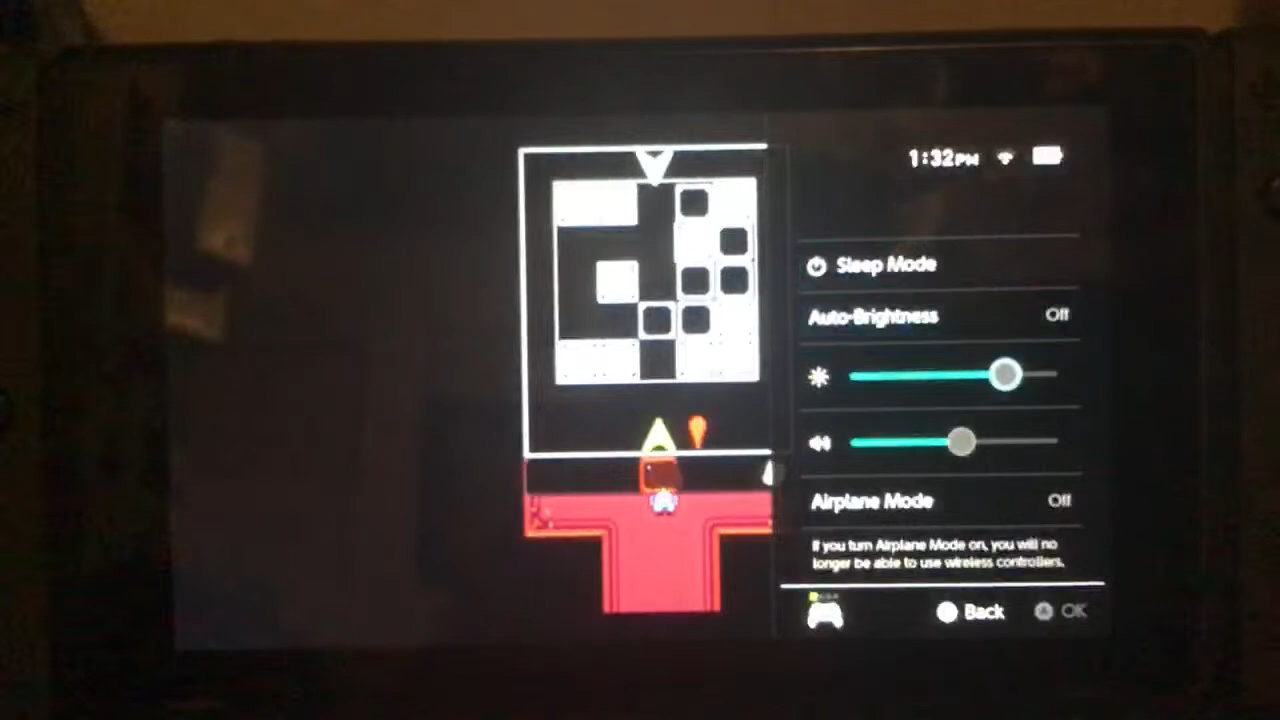 1:32PM
Sleep Mode
Auto-Brightness Off
Airplane Mode Off
If you turn Airplane Mode on, you will no
longer be able to use wireless controllers.
Back OK